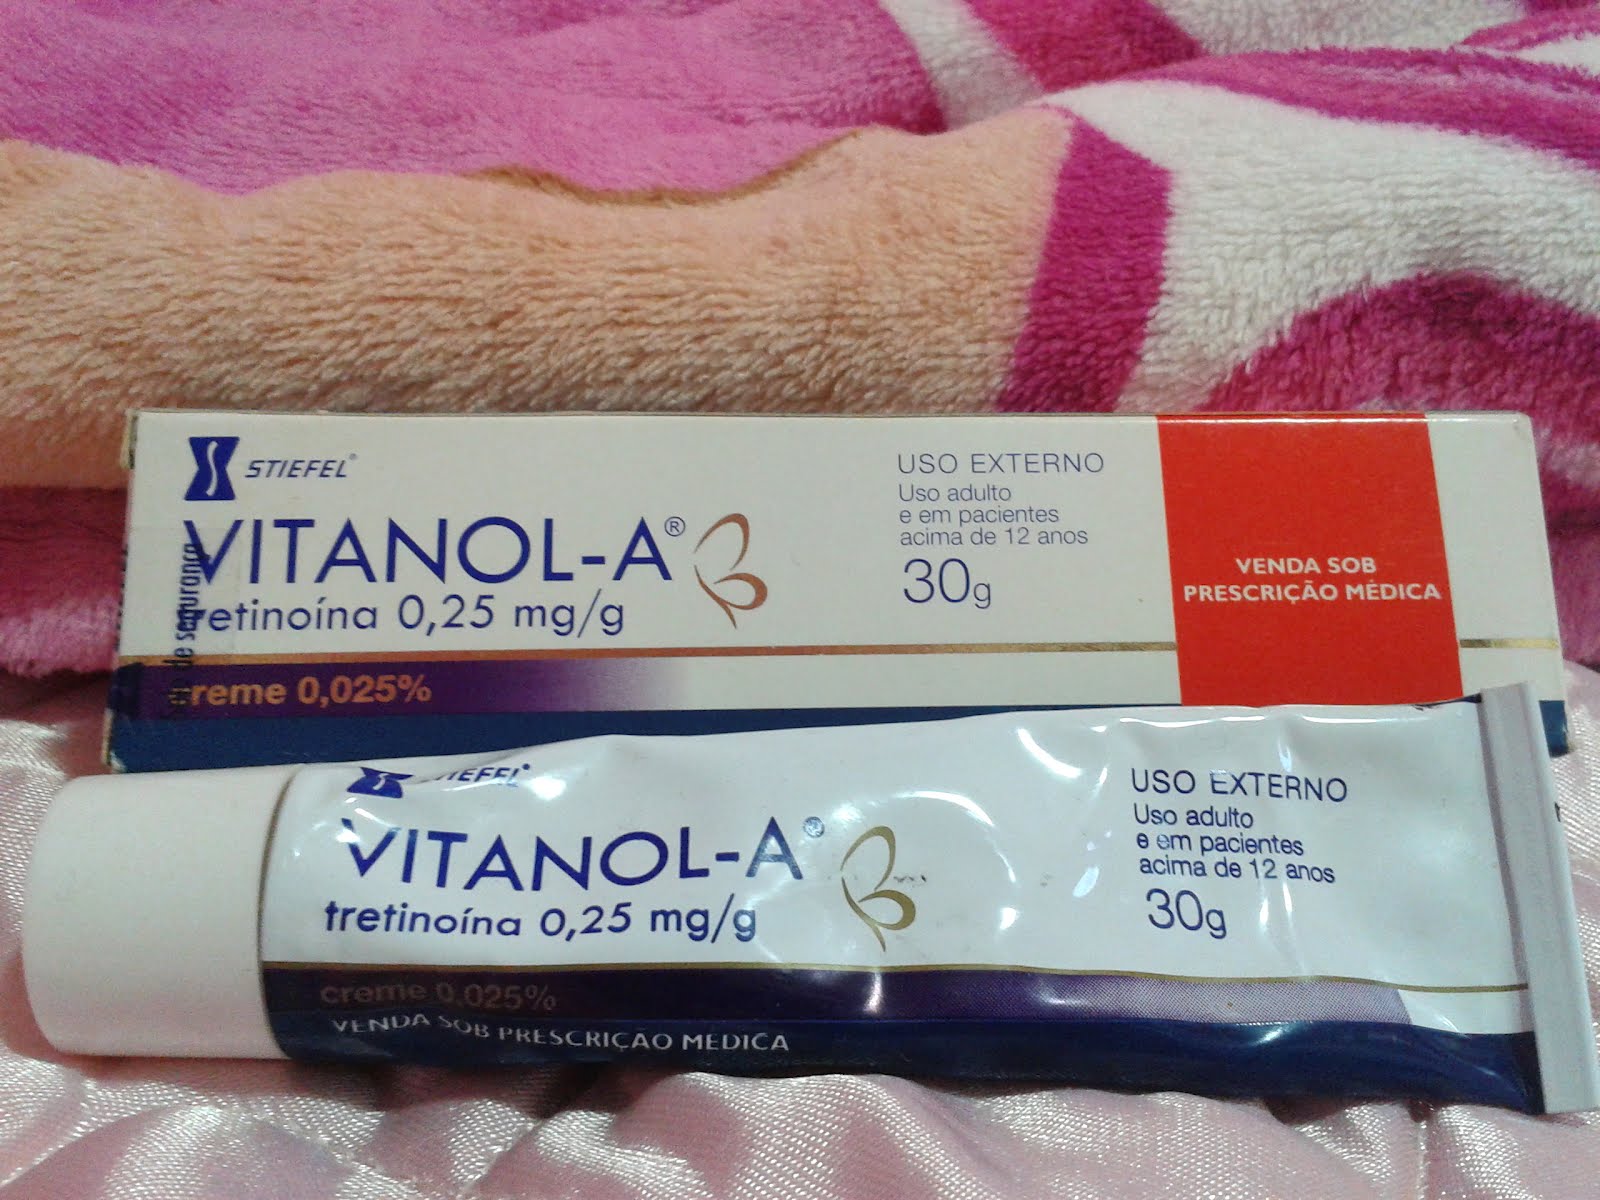 STIEFEL®
VITANOL-A®
tretinoína 0,25 mg/g
creme 0,025%
de segurança
USO EXTERNO
Uso adulto
e em pacientes
acima de 12 anos
30g
VENDA SOB
PRESCRIÇÃO MÉDICA
STIEFEL®
VITANOL-A®
tretinoína 0,25 mg/g
creme 0,025%
VENDA SOB PRESCRIÇÃO MÉDICA
USO EXTERNO
Uso adulto
e em pacientes
acima de 12 anos
30g